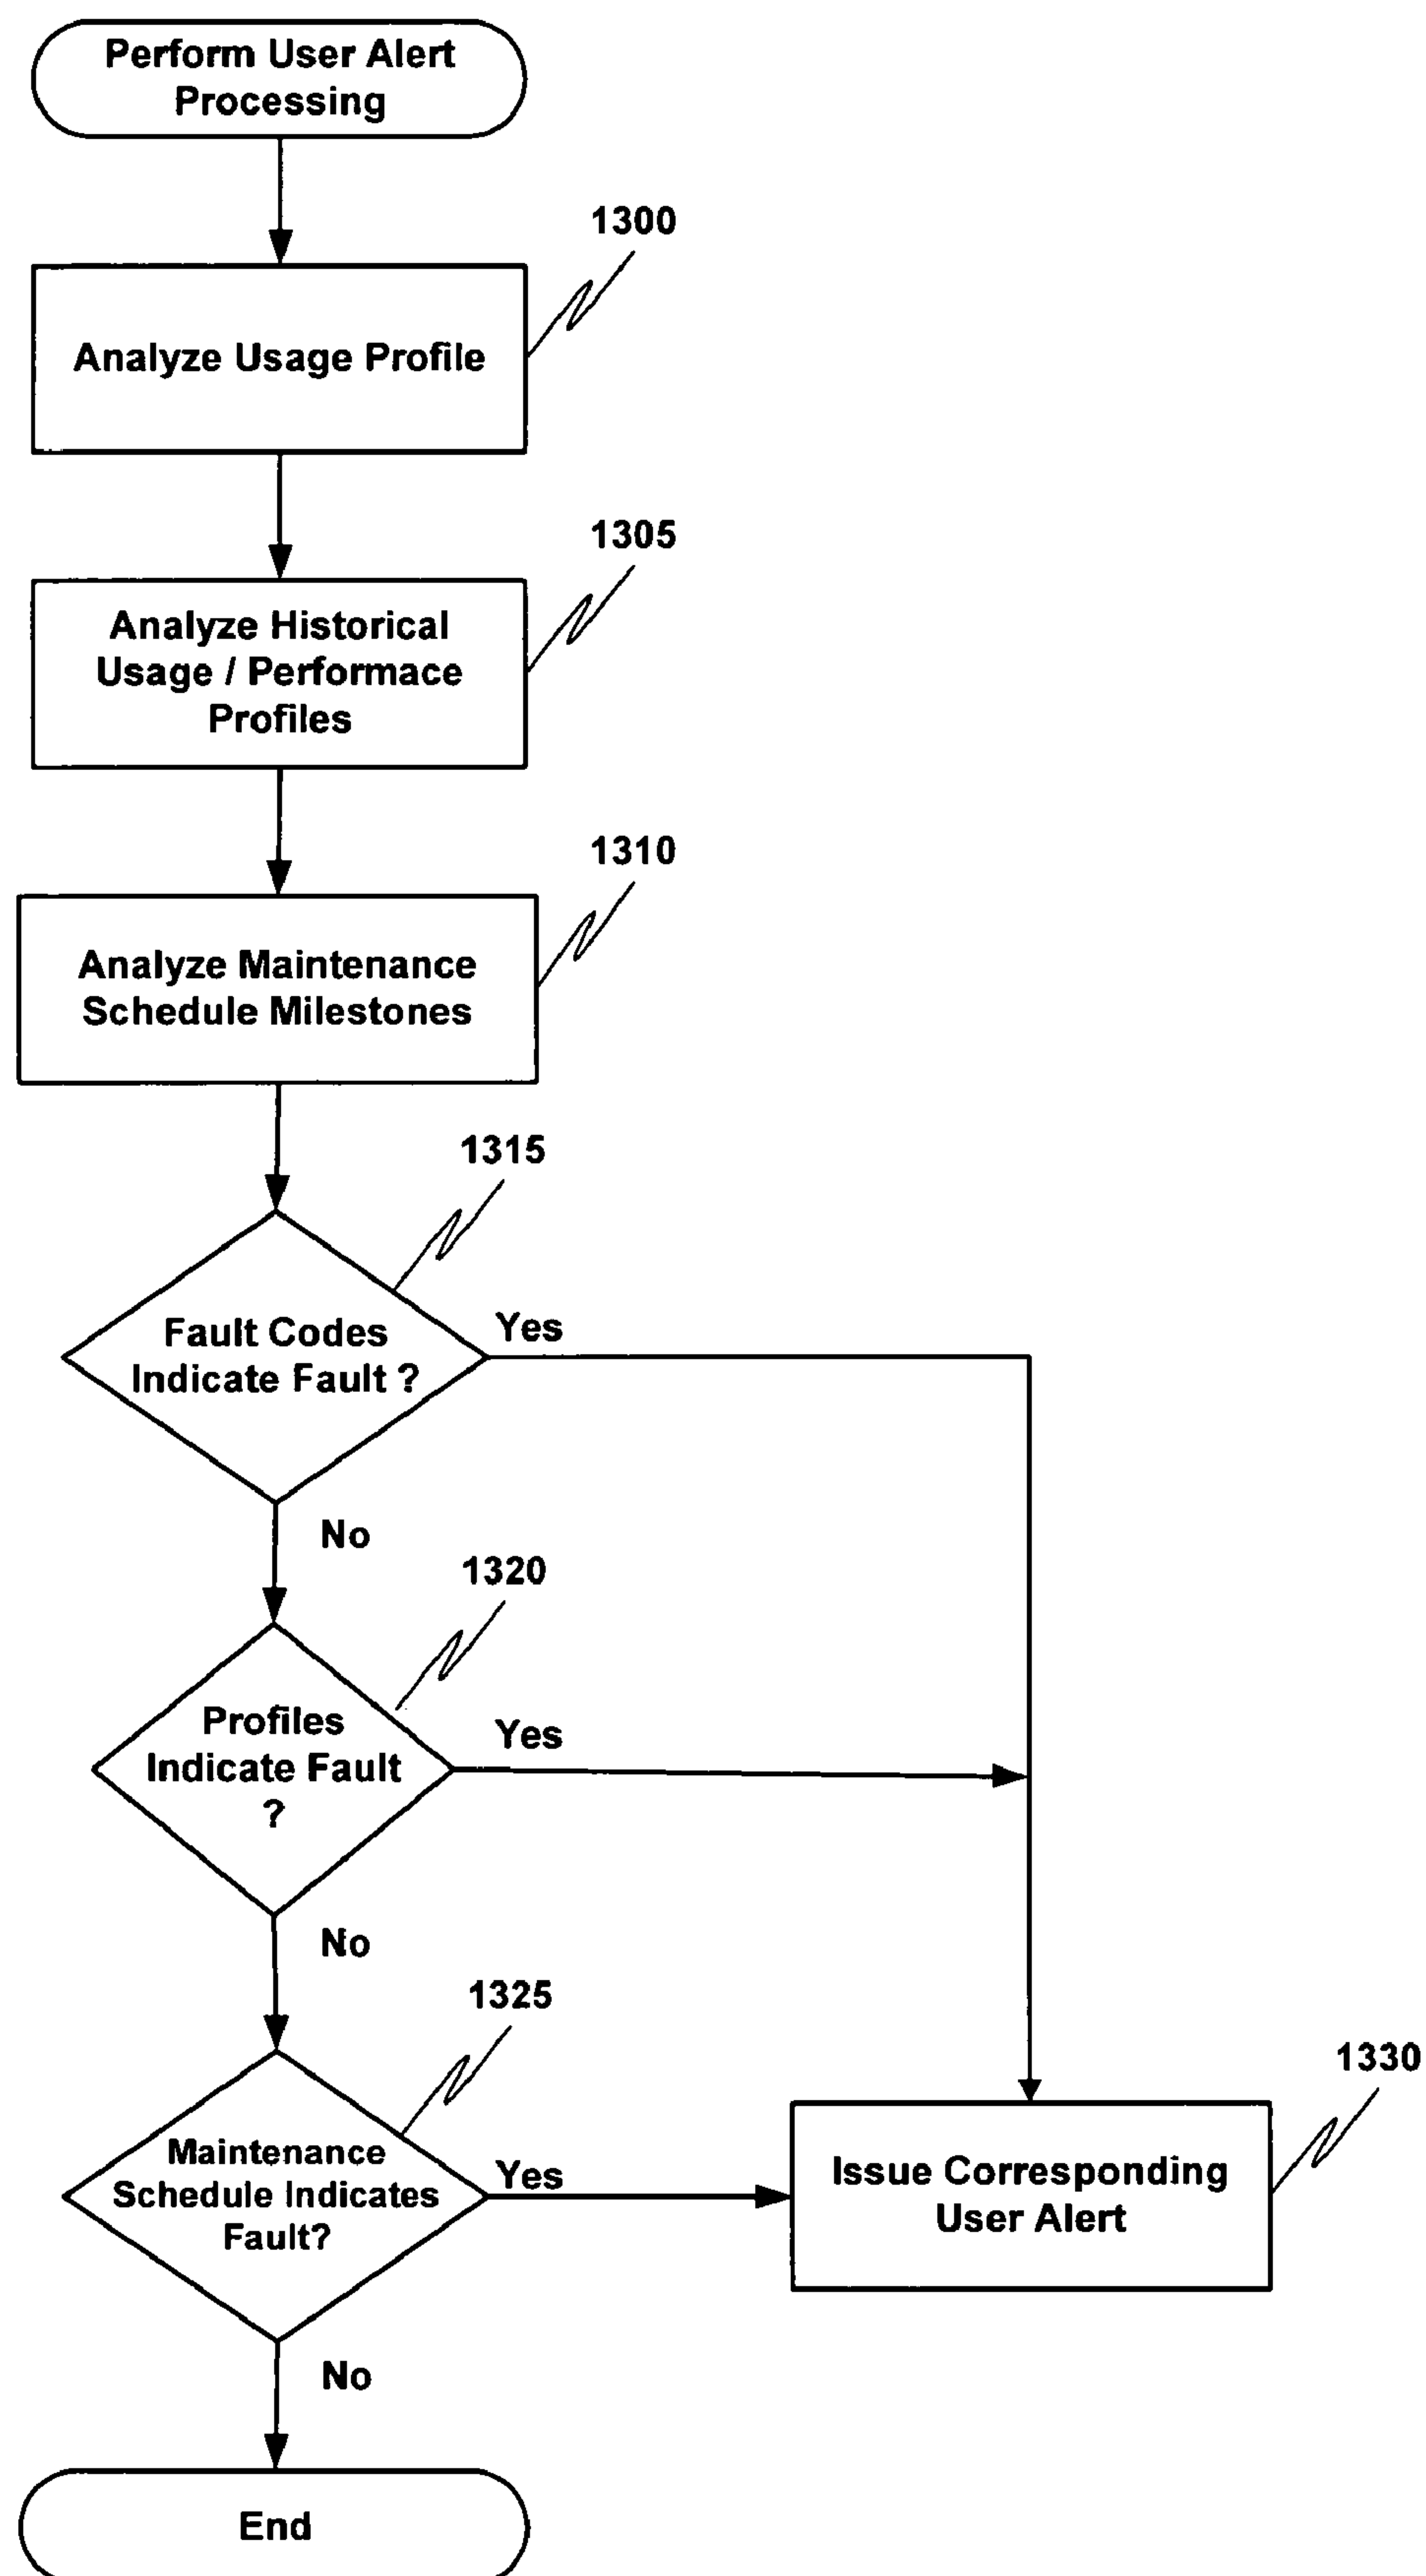 Perform User Alert
Processing
1300
Analyze Usage Profile
1305
Analyze Historical
Usage / Performace
Profiles
1310
Analyze Maintenance
Schedule Milestones
1315
Fault Codes
Indicate Fault ?
Yes
No
1320
Profiles
Indicate Fault
?
Yes
No
1325
Maintenance
Schedule Indicates
Fault?
Yes
1330
Issue Corresponding
User Alert
No
End